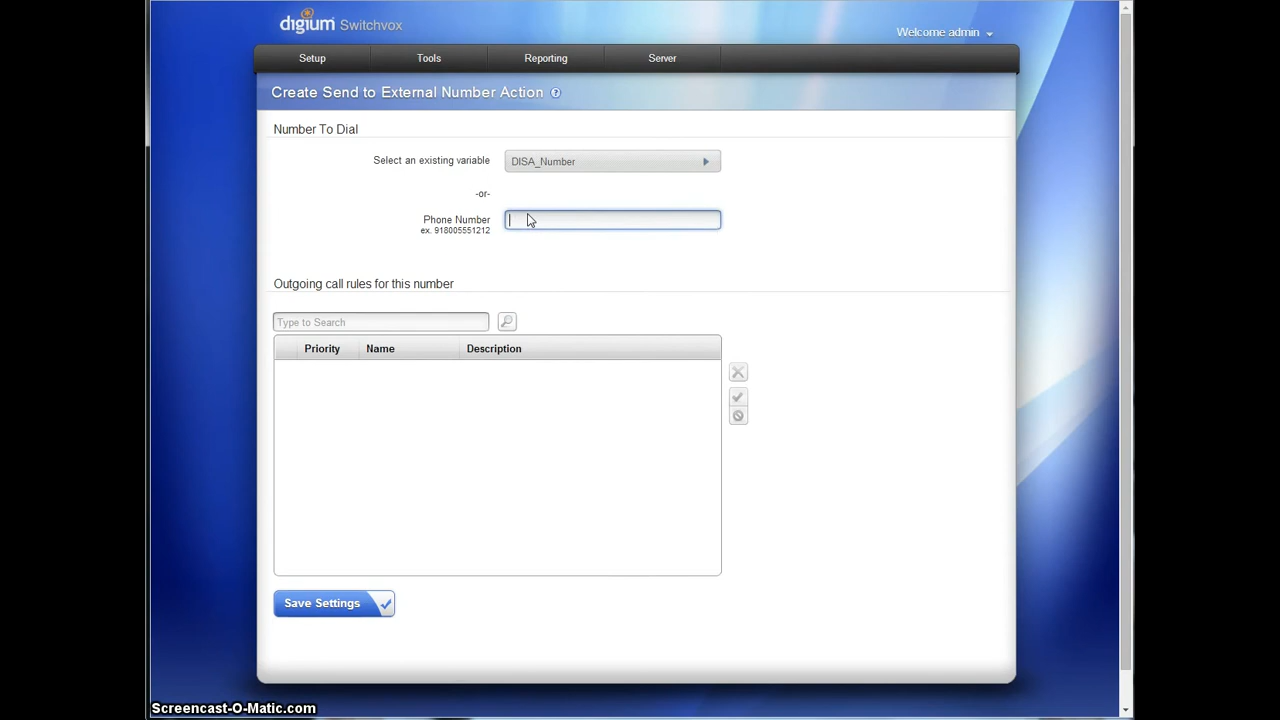 digium Switchvox
Welcome admin
Setup Tools Reporting Server
Create Send to External Number Action
Number To Dial
Select an existing variable DISA_Number
-or-
Phone Number
ex. 918005551212
Outgoing call rules for this number
Type to Search
Priority Name Description
Save Settings
Screencast-O-Matic.com